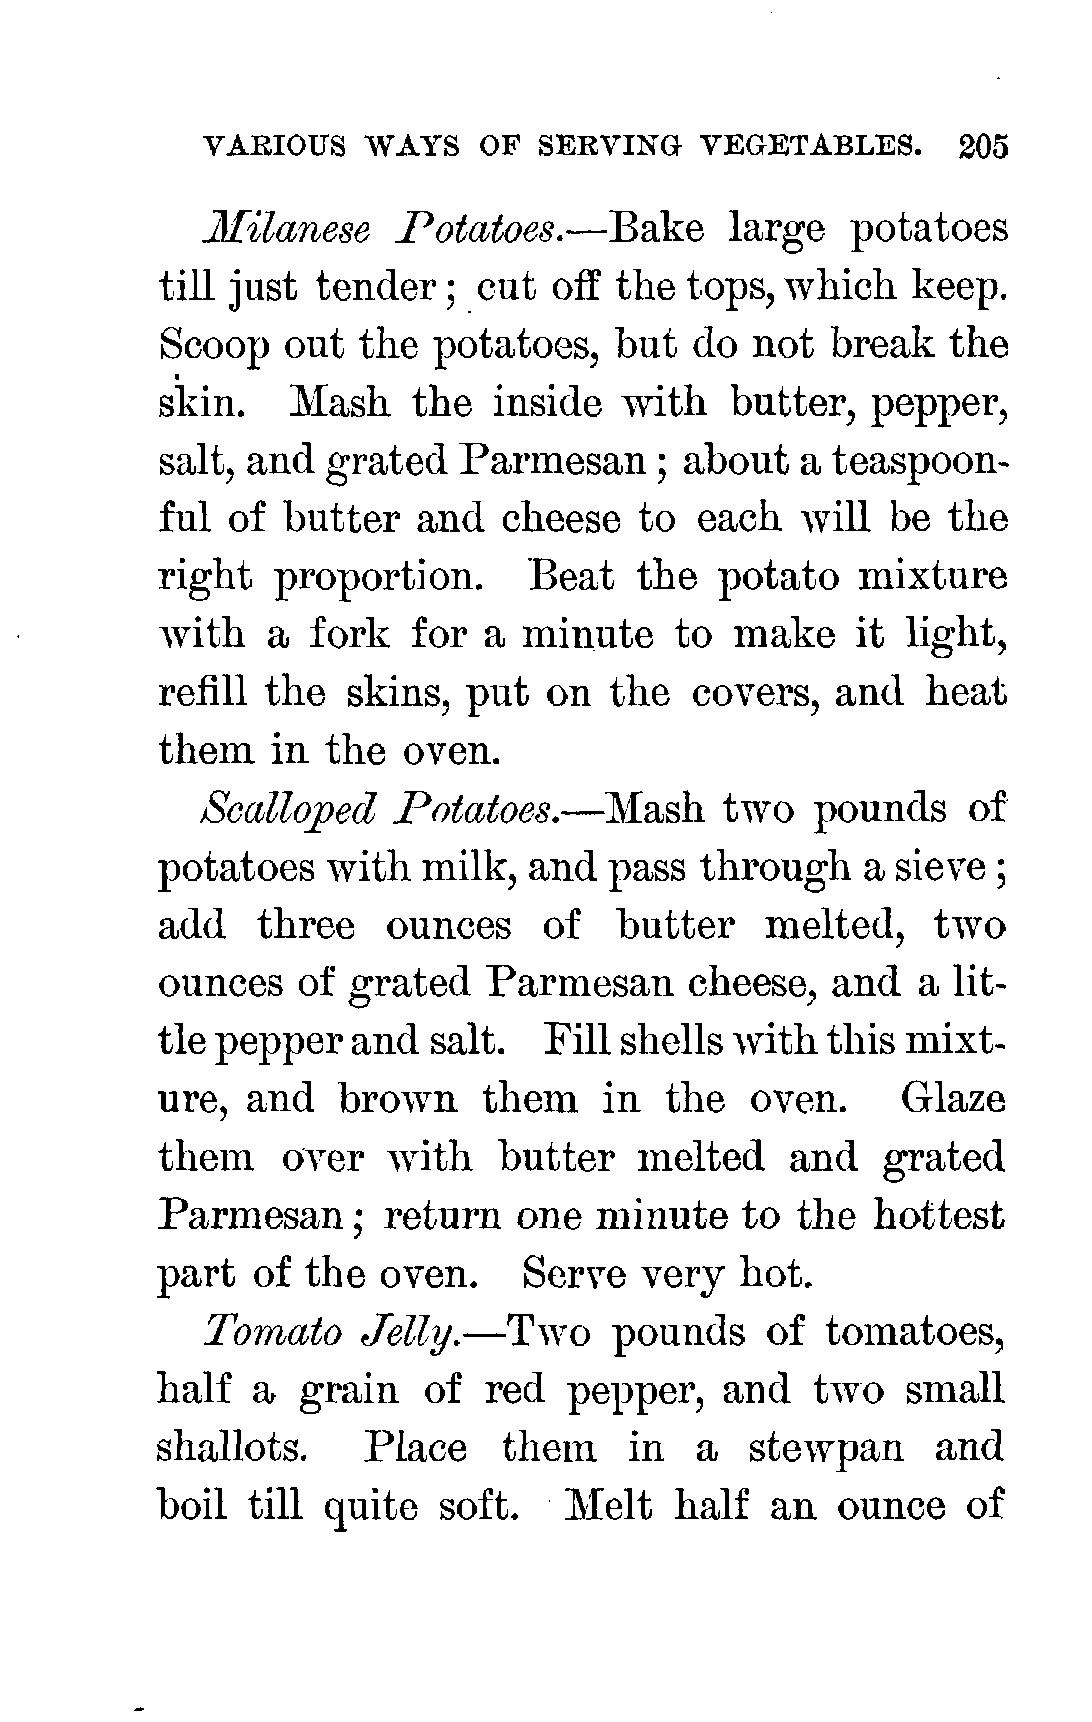 VARIOUS WAYS OF SERVING VEGETABLES. 205
Milanese Potatoes.—Bake large potatoes
till just tender; cut off the tops, which keep.
Scoop out the potatoes, but do not break the
skin. Mash the inside with butter, pepper,
salt, and grated Parmesan; about a teaspoon-
ful of butter and cheese to each will be the
right proportion. Beat the potato mixture
with a fork for a minute to make it light,
refill the skins, put on the covers, and heat
them in the oven.
Scalloped Potatoes.—Mash two pounds of
potatoes with milk, and pass through a sieve;
add three ounces of butter melted, two
ounces of grated Parmesan cheese, and a lit-
tle pepper and salt. Fill shells with this mixt-
ure, and brown them in the oven. Glaze
them over with butter melted and grated
Parmesan; return one minute to the hottest
part of the oven. Serve very hot.
Tomato Jelly.—Two pounds of tomatoes,
half a grain of red pepper, and two small
shallots. Place them in a stewpan and
boil till quite soft. Melt half an ounce of